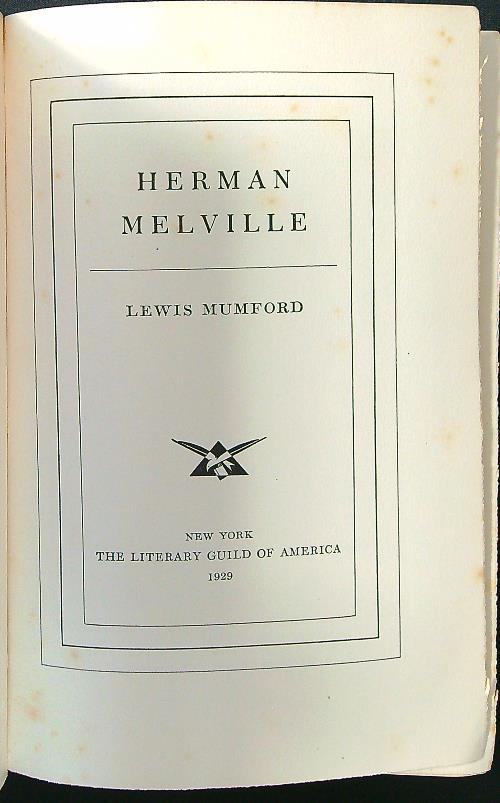 HERMAN
MELVILLE
LEWIS MUMFORD
NEW YORK
THE LITERARY GUILD OF AMERICA
1929